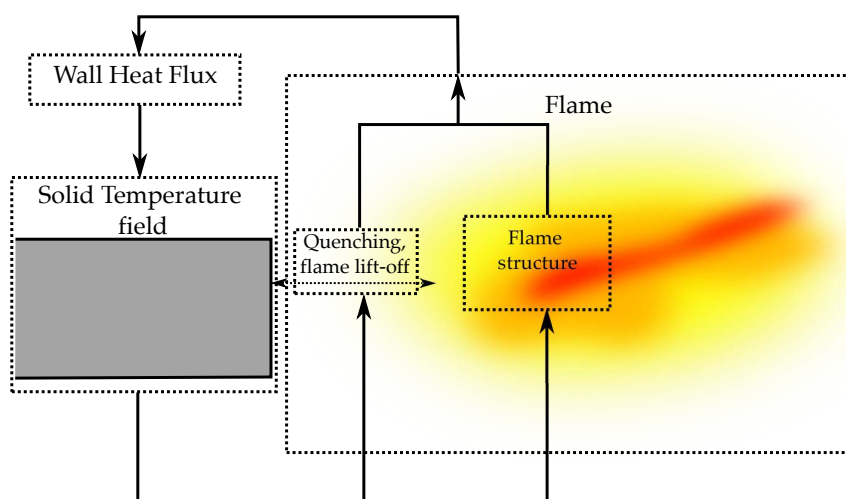 Wall Heat Flux
Flame
Solid Temperature
field
Quenching,
flame lift-off
Flame
structure